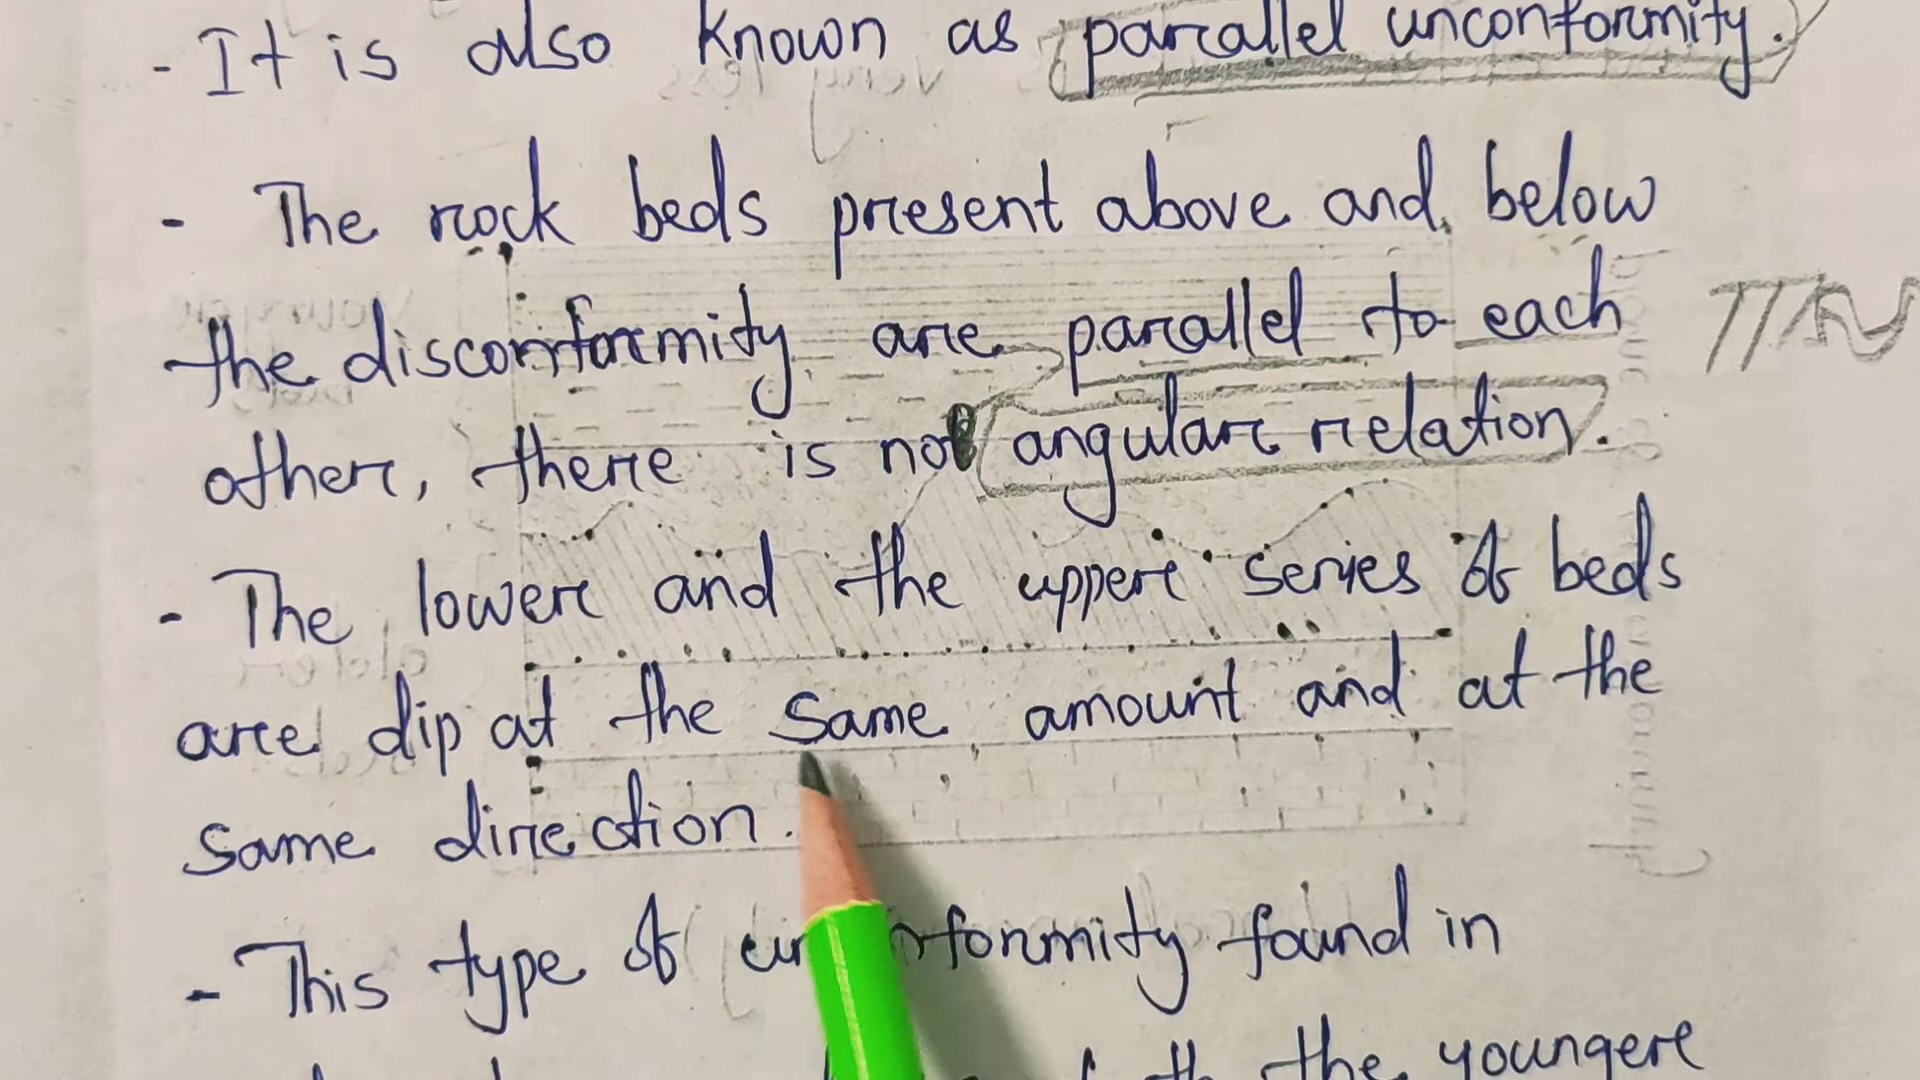 - It is also known as parallel unconformity.
- The rock beds present above and below
the disconformity are parallel to each
other, there is no angular relation.
- The lower and the upper series of beds
are dip at the same amount and at the
same direction.
- This type of formity found in
the younger